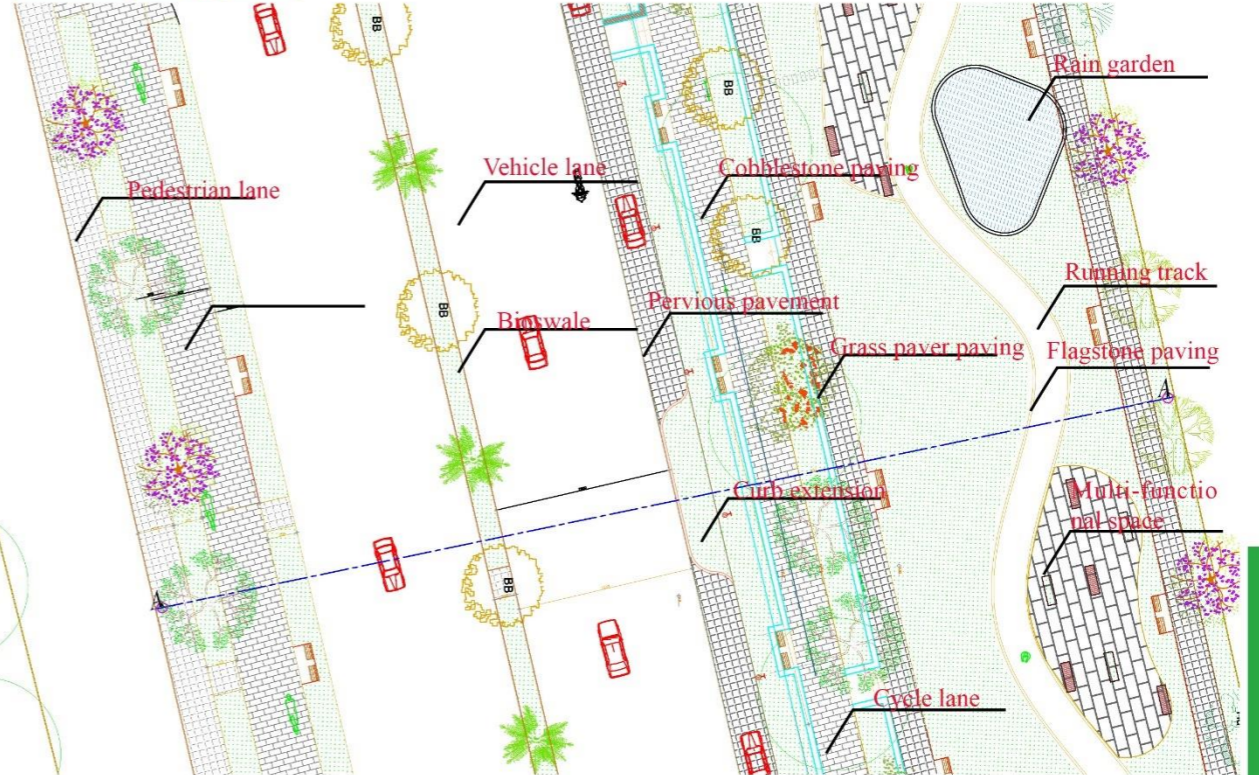 BB
Rain garden
BB
Vehicle lane
Cobblestone paving
Pedestrian lane
BB
Running track
BB
Pervious pavement
Bioswale
Grass paver paving
Flagstone paving
A
Curb extension
Multi-functio
nal space
BB
A
Cycle lane